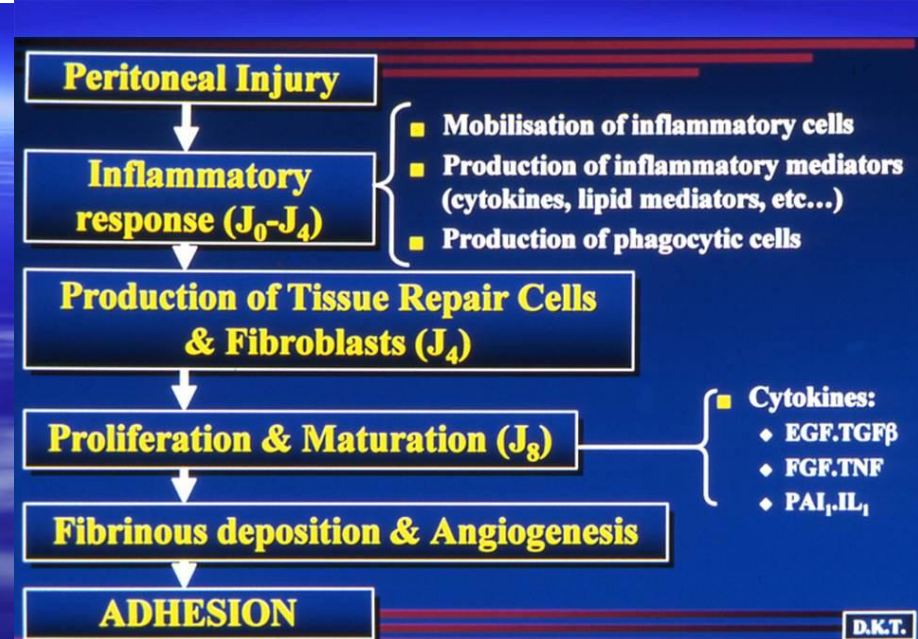 Peritoneal Injury
Inflammatory
response (J₀-J₄)
■ Mobilisation of inflammatory cells
■ Production of inflammatory mediators
(cytokines, lipid mediators, etc...)
■ Production of phagocytic cells
Production of Tissue Repair Cells
& Fibroblasts (J₄)
Proliferation & Maturation (J₈)
■ Cytokines:
◆ EGF.TGFβ
◆ FGF.TNF
◆ PAI₁.IL₁
Fibrinous deposition & Angiogenesis
ADHESION
D.K.T.